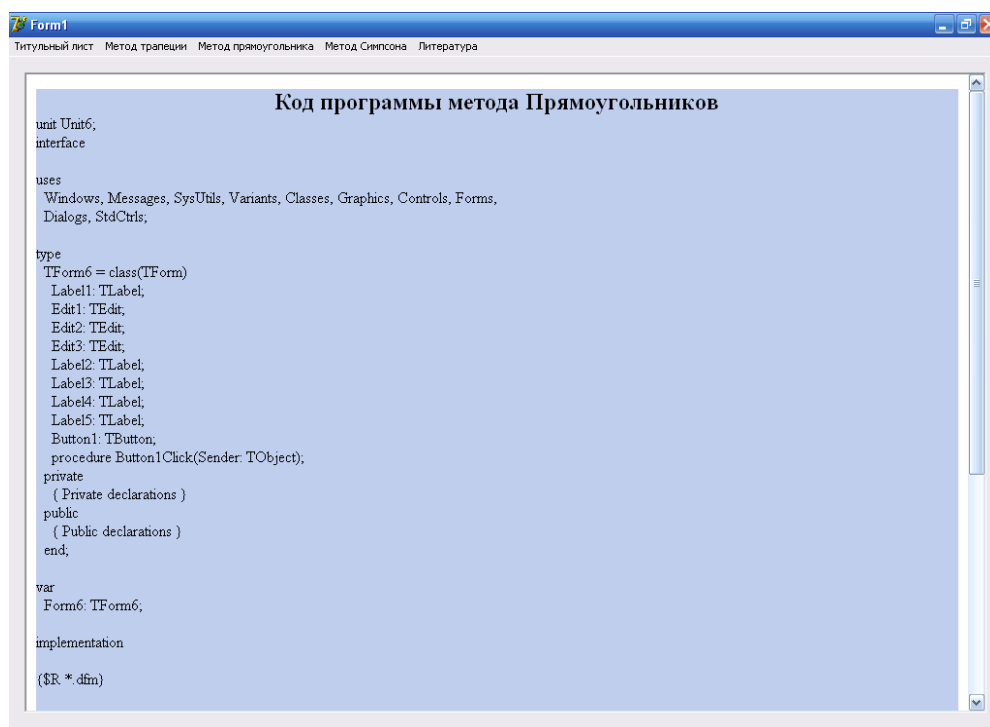 Form1
Титульный лист Метод трапеции Метод прямоугольника Метод Симпсона Литература
Код программы метода Прямоугольников
unit Unit6;
interface
uses
Windows, Messages, SysUtils, Variants, Classes, Graphics, Controls, Forms,
Dialogs, StdCtrls;
type
TForm6 = class(TForm)
Label1: TLabel;
Edit1: TEdit;
Edit2: TEdit;
Edit3: TEdit;
Label2: TLabel;
Label3: TLabel;
Label4: TLabel;
Label5: TLabel;
Button1: TButton;
procedure Button1Click(Sender: TObject);
private
{ Private declarations }
public
{ Public declarations }
end;
var
Form6: TForm6;
implementation
{$R *.dfm}